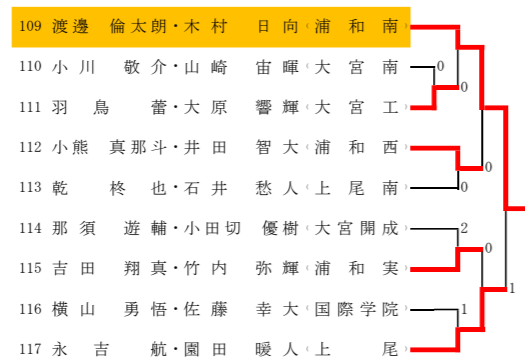 109 渡邊 倫太朗・木村 日向（浦和南）
110 小川 敬介・山崎 宙暉（大宮南） 0
0
111 羽鳥 蕾・大原 響輝（大宮工）
112 小熊 真那斗・井田 智大（浦和西）
0
113 乾 柊也・石井 愁人（上尾南） 0
114 那須 遊輔・小田切 優樹（大宮開成） 2
0
115 吉田 翔真・竹内 弥輝（浦和実）
1
116 横山 勇悟・佐藤 幸大（国際学院） 1
117 永吉 航・園田 暖人（上尾）